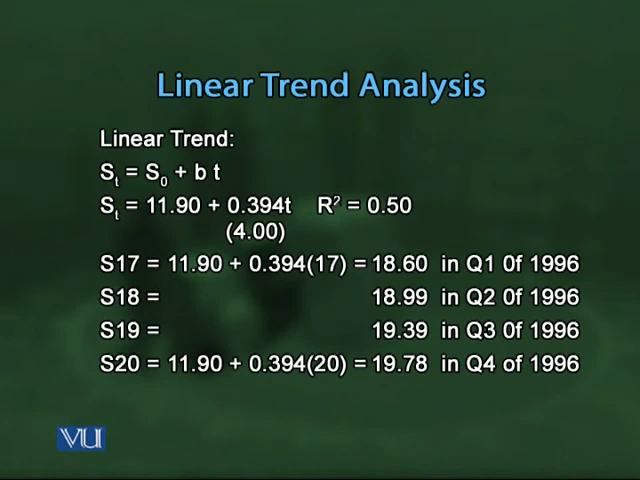 Linear Trend Analysis
Linear Trend:
Sₜ = S₀ + b t
Sₜ = 11.90 + 0.394t R² = 0.50
(4.00)
S17 = 11.90 + 0.394(17) = 18.60 in Q1 0f 1996
S18 = 18.99 in Q2 0f 1996
S19 = 19.39 in Q3 0f 1996
S20 = 11.90 + 0.394(20) = 19.78 in Q4 of 1996
VU